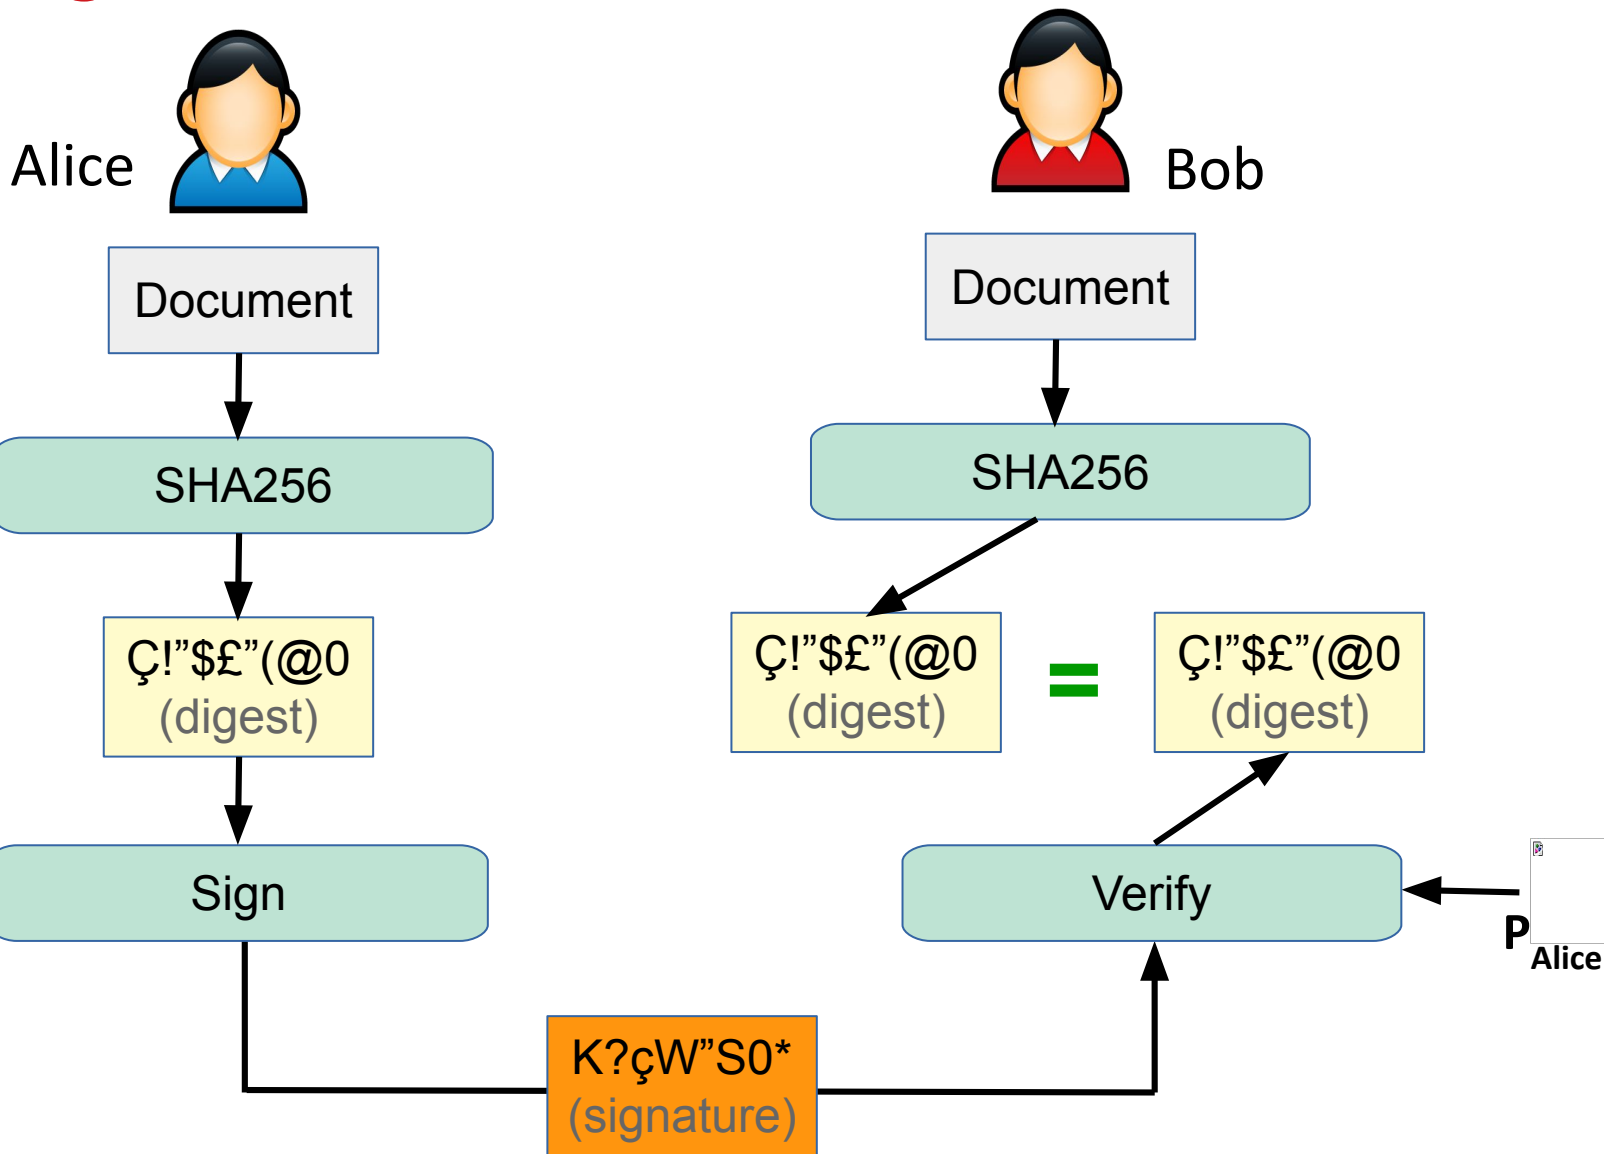 Alice
Bob
Document
Document
SHA256
SHA256
Ç!”$£”(@0
(digest)
Ç!”$£”(@0
(digest)
=
Ç!”$£”(@0
(digest)
Sign
Verify
P
Alice
K?çW”S0*
(signature)